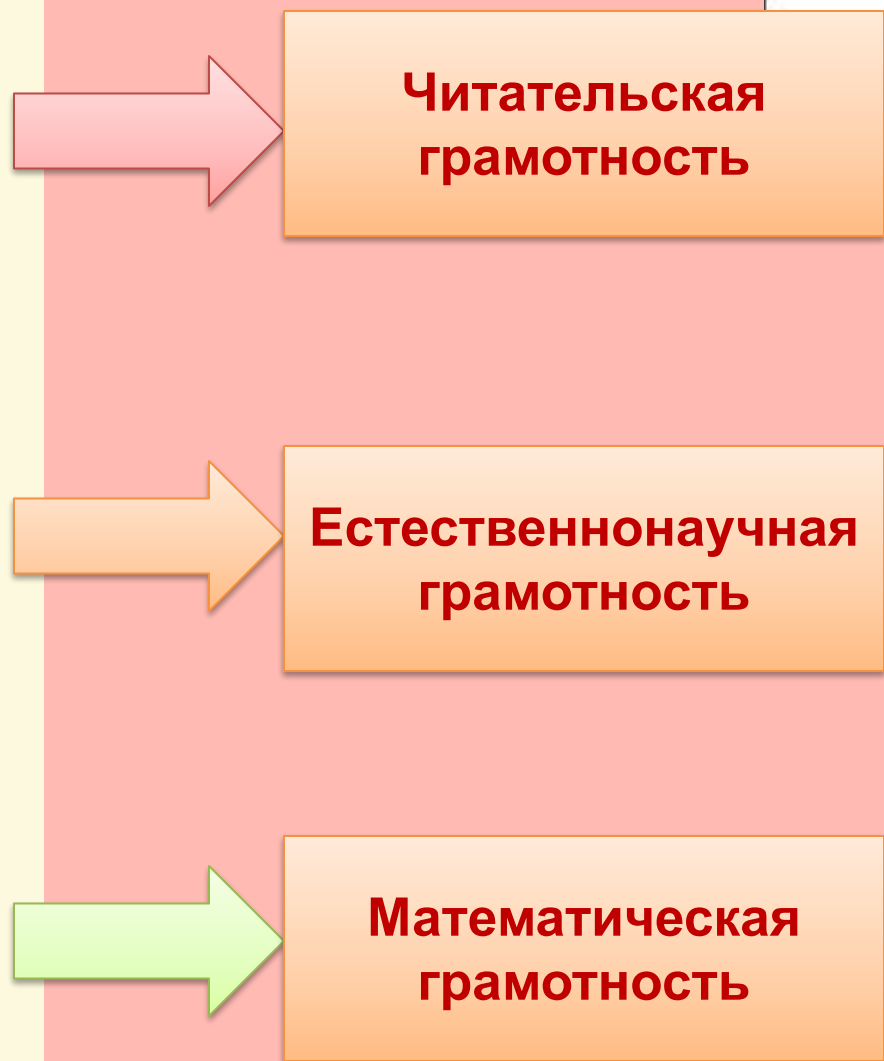 Читательская
грамотность
Естественнонаучная
грамотность
Математическая
грамотность